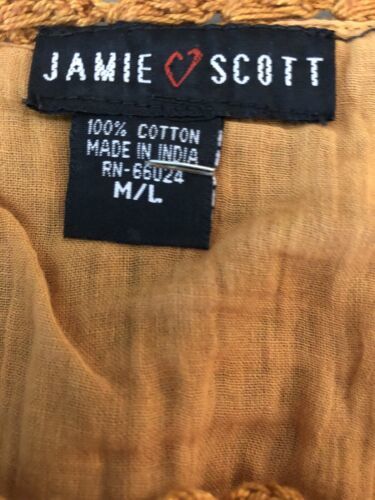 JAMIE SCOTT
100% COTTON
MADE IN INDIA
RN-66024
M/L